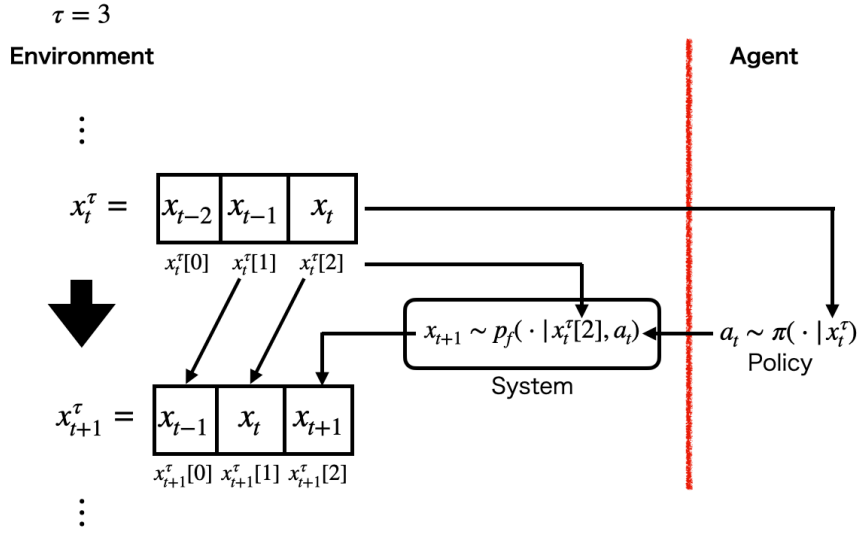 τ = 3
Environment Agent
⋮
x_t^τ = x_{t−2} x_{t−1} x_t
x_t^τ[0] x_t^τ[1] x_t^τ[2]
x_{t+1} ∼ p_f( · | x_t^τ[2], a_t) a_t ∼ π( · | x_t^τ)
System Policy
x_{t+1}^τ = x_{t−1} x_t x_{t+1}
x_{t+1}^τ[0] x_{t+1}^τ[1] x_{t+1}^τ[2]
⋮